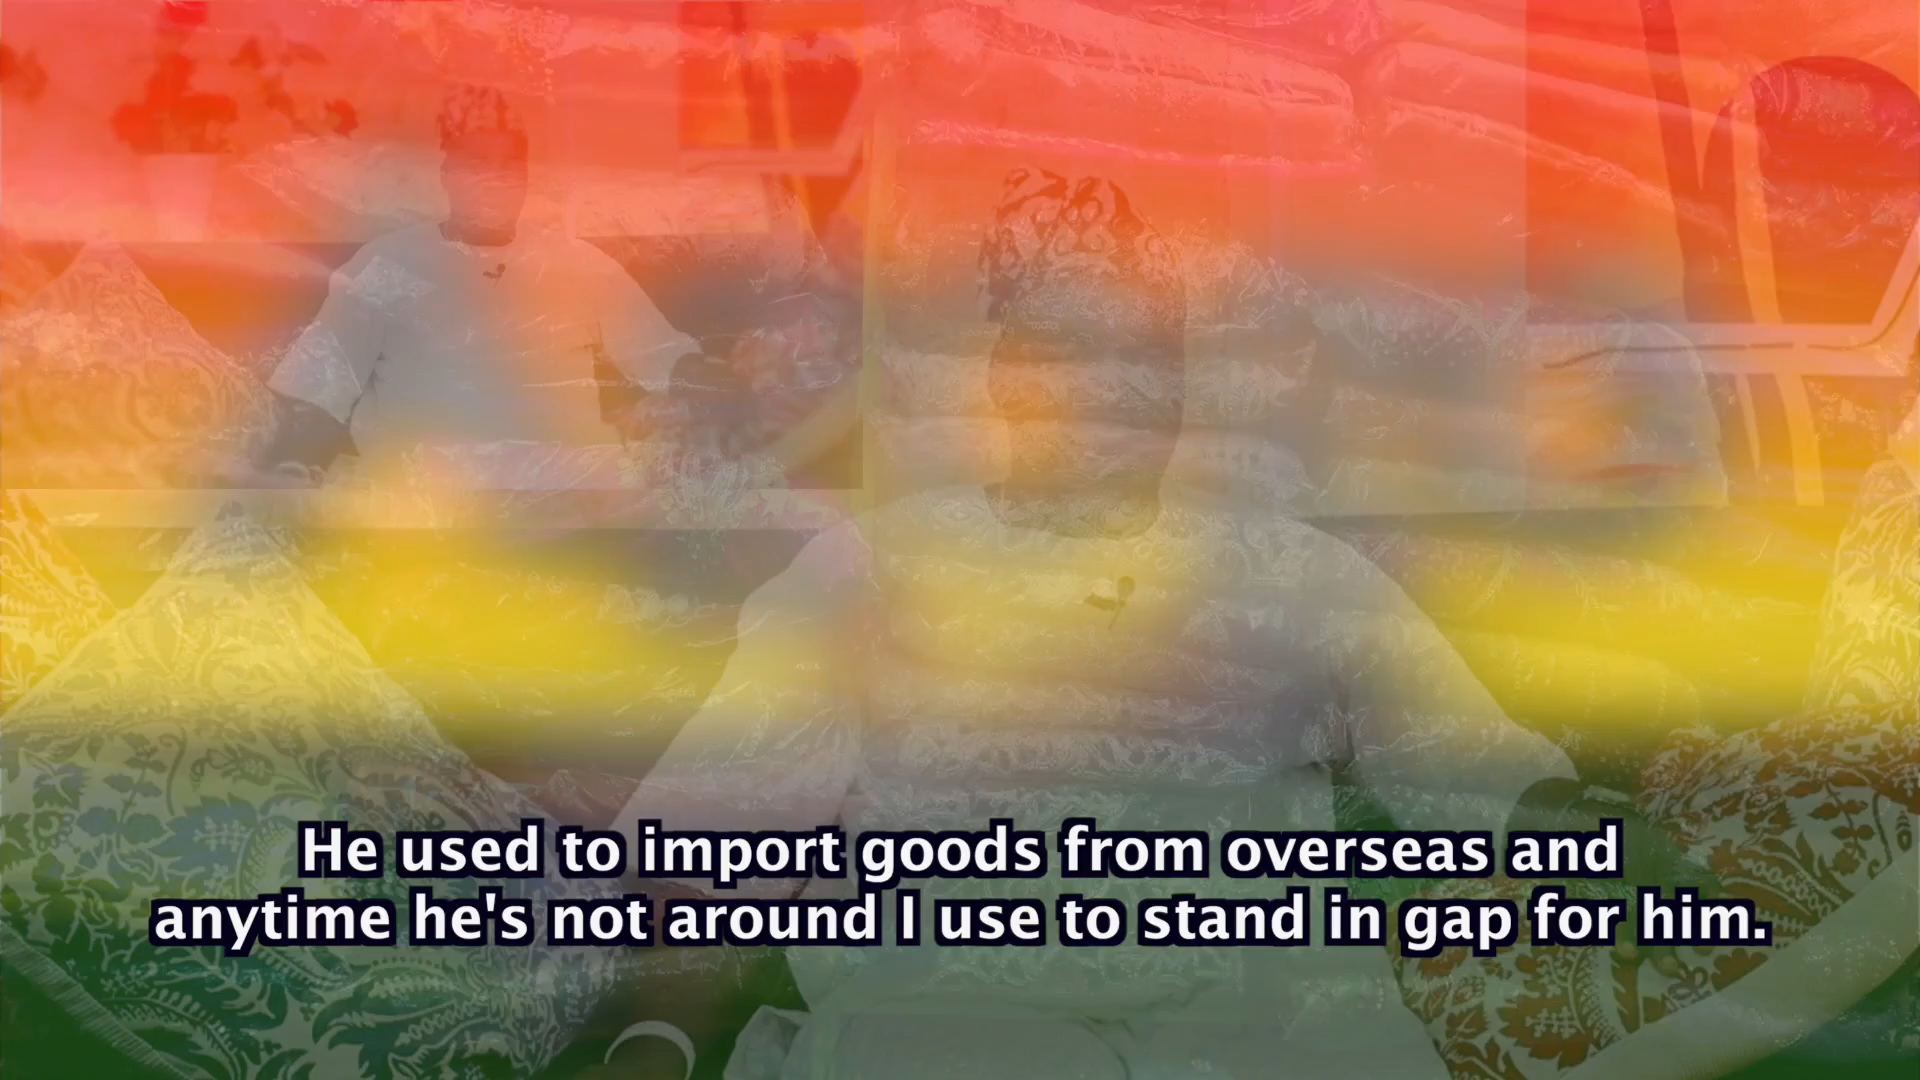 He used to import goods from overseas and
anytime he's not around I use to stand in gap for him.